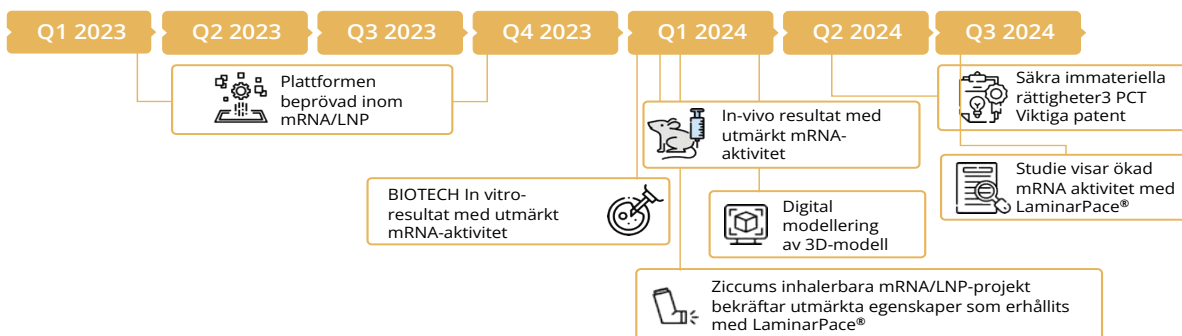 Q1 2023
Q2 2023
Q3 2023
Q4 2023
Q1 2024
Q2 2024
Q3 2024
Plattformen
beprövad inom
mRNA/LNP
Säkra immateriella
rättigheter3 PCT
Viktiga patent
In-vivo resultat med
utmärkt mRNA-
aktivitet
Studie visar ökad
mRNA aktivitet med
LaminarPace®
BIOTECH In vitro-
resultat med utmärkt
mRNA-aktivitet
Digital
modellering
av 3D-modell
Ziccums inhalerbara mRNA/LNP-projekt
bekräftar utmärkta egenskaper som erhållits
med LaminarPace®